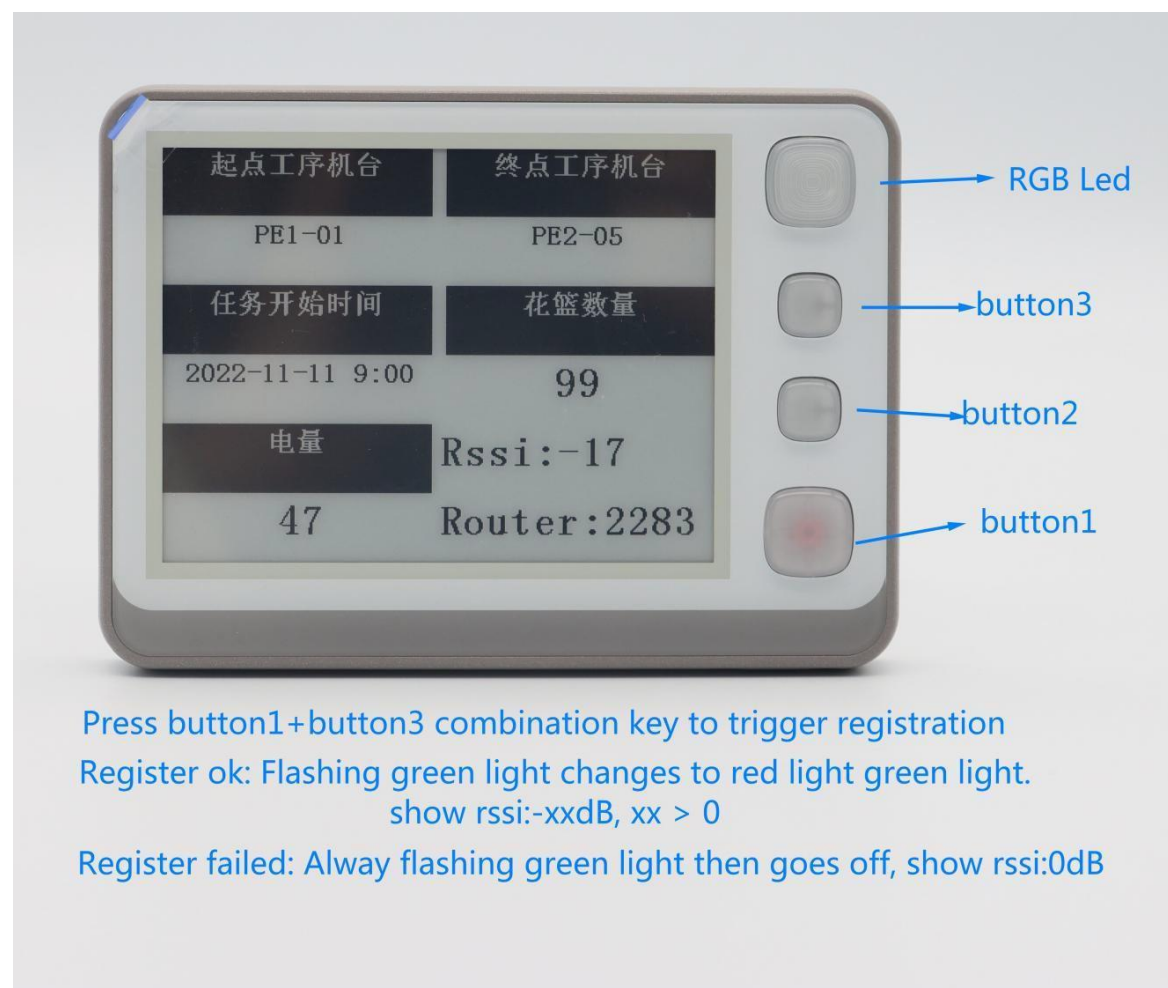 起点工序机台 终点工序机台
PE1-01 PE2-05
RGB Led
任务开始时间 花篮数量
button3
2022-11-11 9:00 99
button2
电量 Rssi:-17
47 Router:2283
button1
Press button1+button3 combination key to trigger registration
Register ok: Flashing green light changes to red light green light.
show rssi:-xxdB, xx > 0
Register failed: Alway flashing green light then goes off, show rssi:0dB